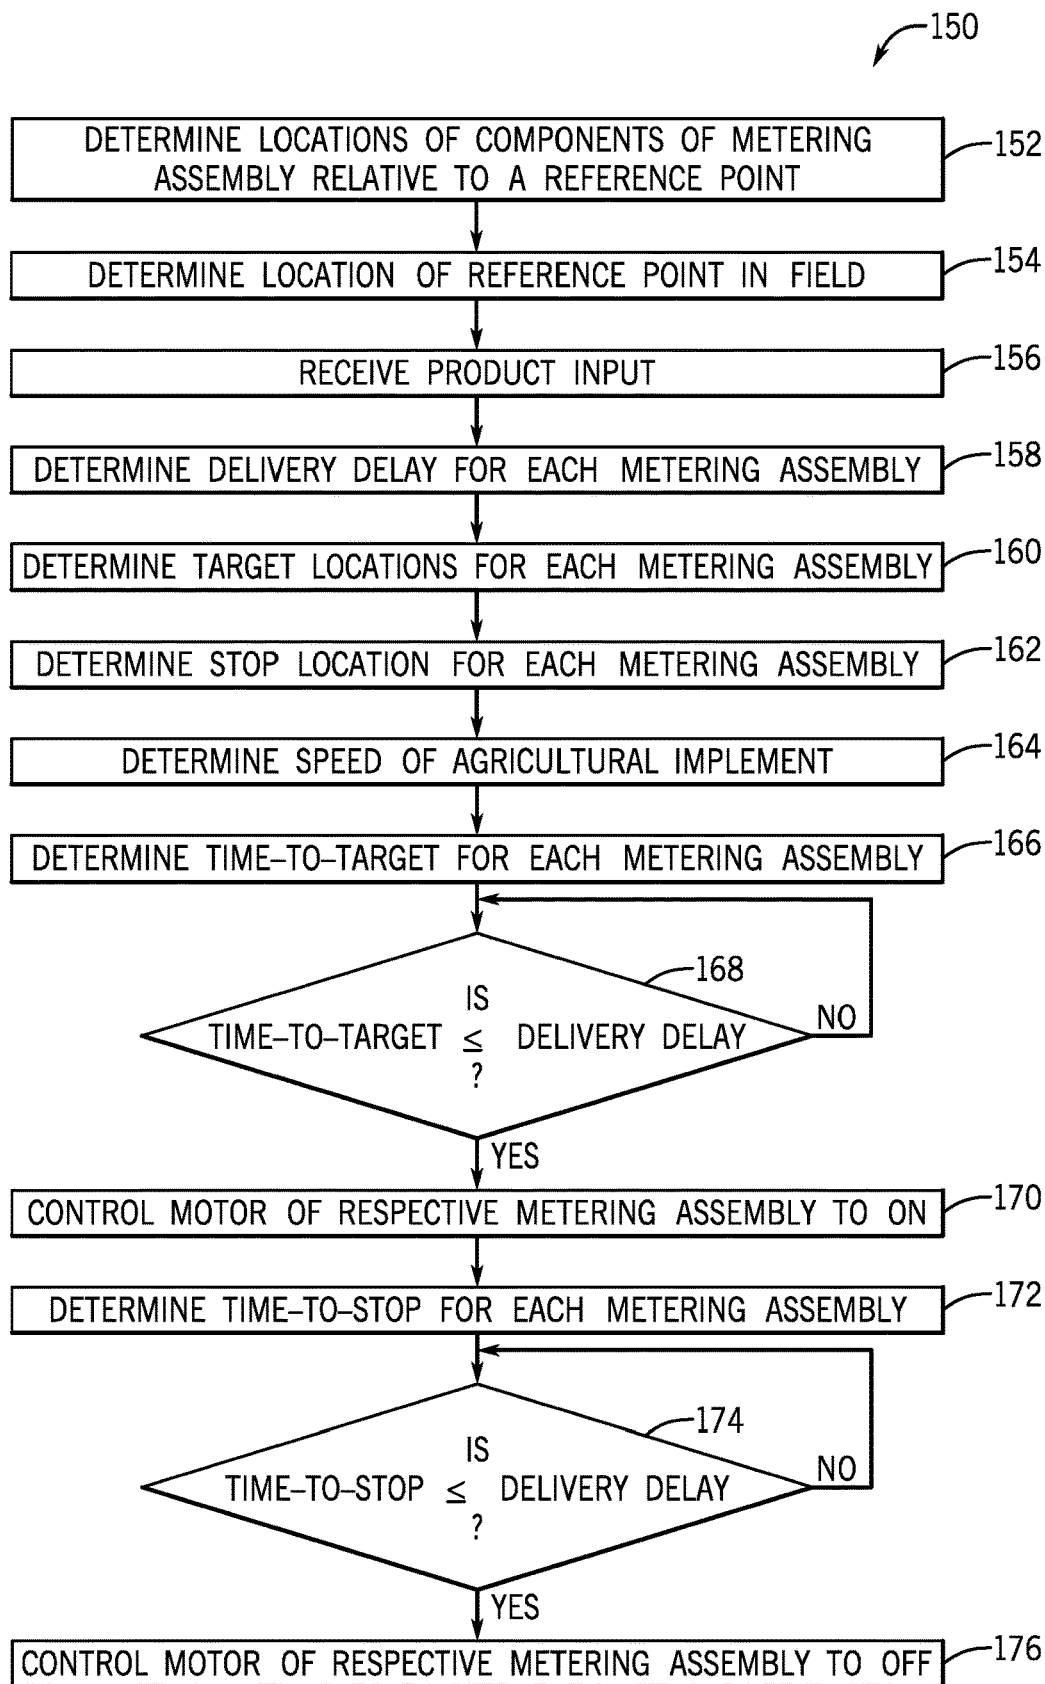 150
DETERMINE LOCATIONS OF COMPONENTS OF METERING
ASSEMBLY RELATIVE TO A REFERENCE POINT
152
DETERMINE LOCATION OF REFERENCE POINT IN FIELD
154
RECEIVE PRODUCT INPUT
156
DETERMINE DELIVERY DELAY FOR EACH METERING ASSEMBLY
158
DETERMINE TARGET LOCATIONS FOR EACH METERING ASSEMBLY
160
DETERMINE STOP LOCATION FOR EACH METERING ASSEMBLY
162
DETERMINE SPEED OF AGRICULTURAL IMPLEMENT
164
DETERMINE TIME–TO–TARGET FOR EACH METERING ASSEMBLY
166
168
IS
TIME–TO–TARGET ≤ DELIVERY DELAY
?
NO
YES
CONTROL MOTOR OF RESPECTIVE METERING ASSEMBLY TO ON
170
DETERMINE TIME–TO–STOP FOR EACH METERING ASSEMBLY
172
174
IS
TIME–TO–STOP ≤ DELIVERY DELAY
?
NO
YES
CONTROL MOTOR OF RESPECTIVE METERING ASSEMBLY TO OFF
176